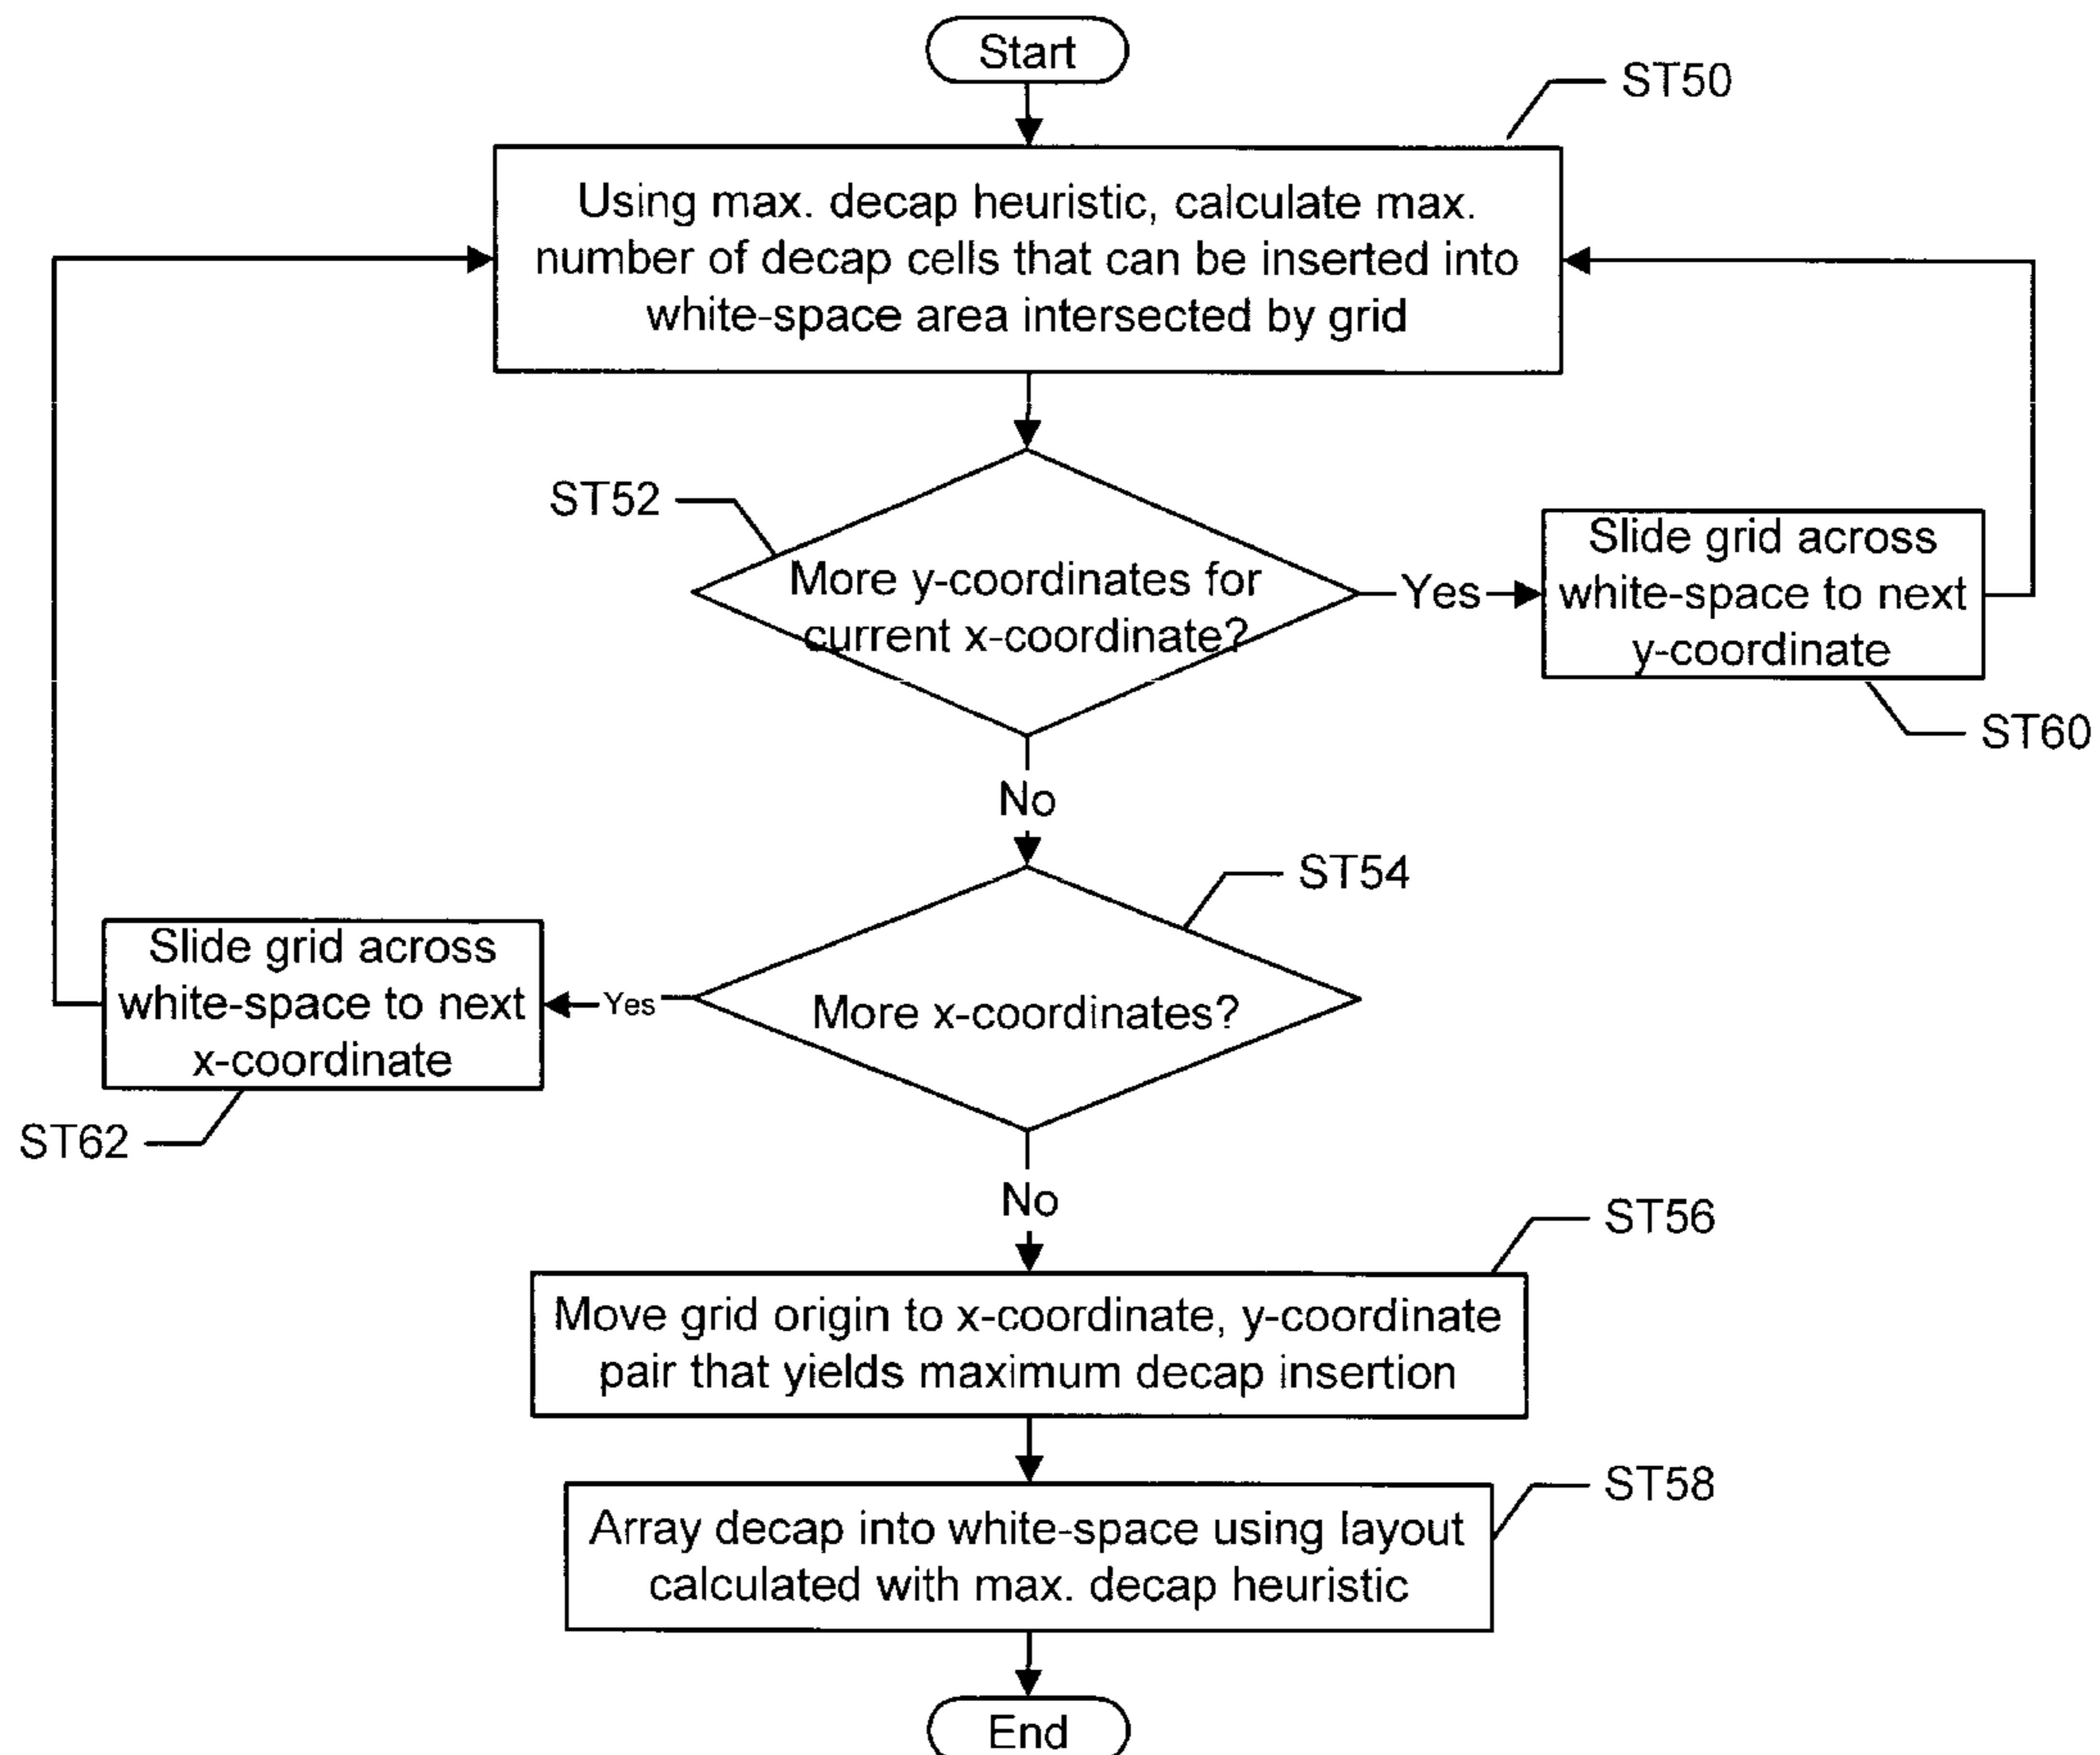 Start
ST50
Using max. decap heuristic, calculate max.
number of decap cells that can be inserted into
white-space area intersected by grid
ST52
More y-coordinates for
current x-coordinate?
Yes
Slide grid across
white-space to next
y-coordinate
ST60
No
ST54
More x-coordinates?
Yes
Slide grid across
white-space to next
x-coordinate
ST62
No
ST56
Move grid origin to x-coordinate, y-coordinate
pair that yields maximum decap insertion
ST58
Array decap into white-space using layout
calculated with max. decap heuristic
End